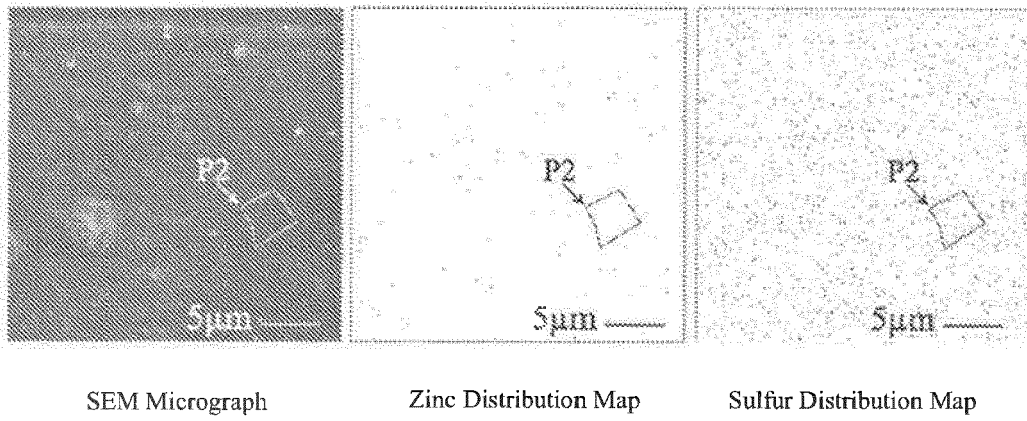 P2
5μm
P2
5μm
P2
5μm
SEM Micrograph
Zinc Distribution Map
Sulfur Distribution Map